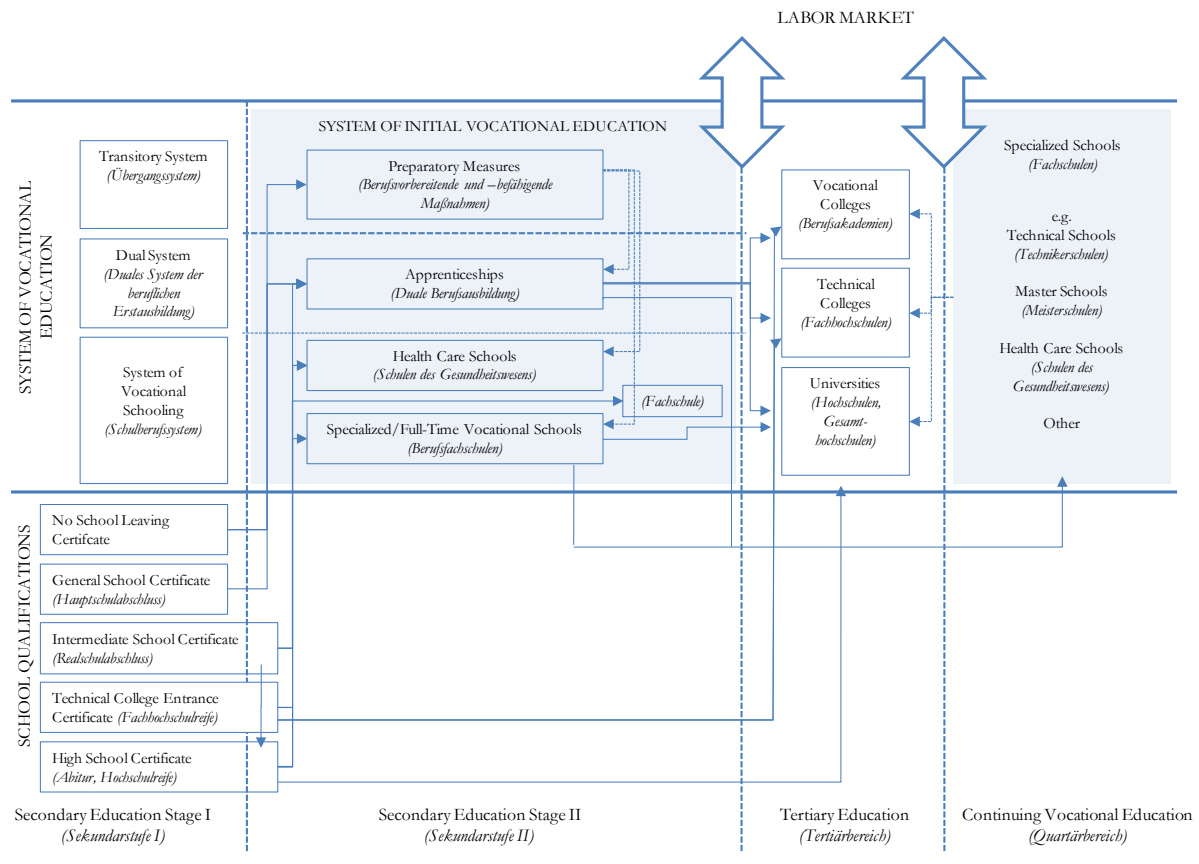 LABOR MARKET
SYSTEM OF VOCATIONAL
EDUCATION
Transitory System
(Übergangssystem)
Dual System
(Duales System der
beruflichen
Erstausbildung)
System of
Vocational
Schooling
(Schulberufssystem)
SYSTEM OF INITIAL VOCATIONAL EDUCATION
Preparatory Measures
(Berufsvorbereitende und –befähigende
Maßnahmen)
Apprenticeships
(Duale Berufsausbildung)
Health Care Schools
(Schulen des Gesundheitswesens)
(Fachschule)
Specialized/Full-Time Vocational Schools
(Berufsfachschulen)
Vocational
Colleges
(Berufsakademien)
Technical
Colleges
(Fachhochschulen)
Universities
(Hochschulen,
Gesamt-
hochschulen)
Specialized Schools
(Fachschulen)
e.g.
Technical Schools
(Technikerschulen)
Master Schools
(Meisterschulen)
Health Care Schools
(Schulen des
Gesundheitswesens)
Other
SCHOOL QUALIFICATIONS
No School Leaving
Certifcate
General School Certificate
(Hauptschulabschluss)
Intermediate School Certificate
(Realschulabschluss)
Technical College Entrance
Certificate (Fachhochschulreife)
High School Certificate
(Abitur, Hochschulreife)
Secondary Education Stage I
(Sekundarstufe I)
Secondary Education Stage II
(Sekundarstufe II)
Tertiary Education
(Tertiärbereich)
Continuing Vocational Education
(Quartärbereich)